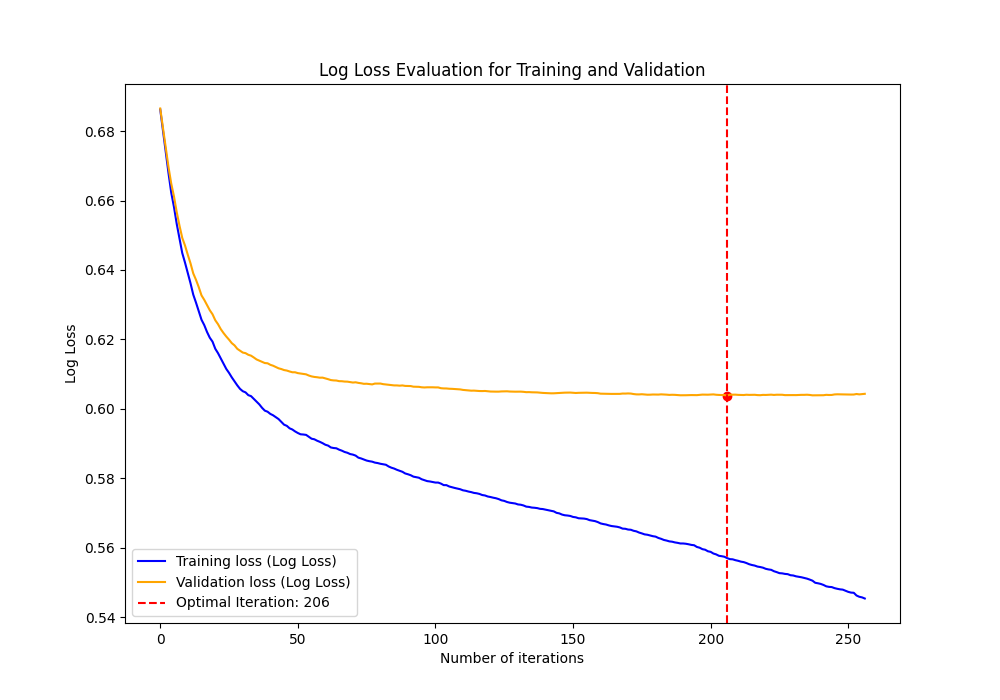 Log Loss Evaluation for Training and Validation
Log Loss
0.68
0.66
0.64
0.62
0.60
0.58
0.56
0.54
Training loss (Log Loss)
Validation loss (Log Loss)
Optimal Iteration: 206
0 50 100 150 200 250
Number of iterations